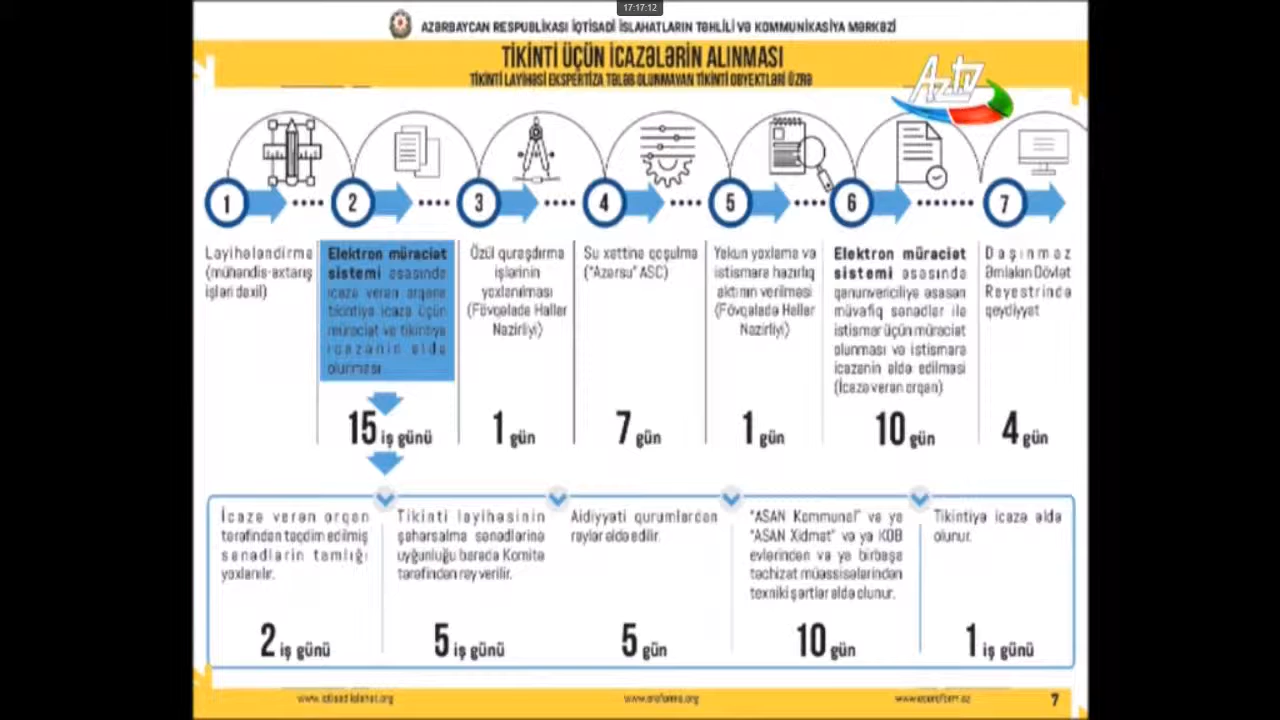 17:17:12
AZƏRBAYCAN RESPUBLİKASI İQTİSADİ İSLAHATLARIN TƏHLİLİ VƏ KOMMUNİKASİYA MƏRKƏZİ
TİKİNTİ ÜÇÜN İCAZƏLƏRİN ALINMASI
TİKİNTİ LAYİHƏSİ EKSPERTİZA TƏLƏB OLUNMAYAN TİKİNTİ OBYEKTLƏRİ ÜZRƏ
Aztv
1
2
3
4
5
6
7
Layihələndirmə
(mühəndis-axtarış
işləri daxil)
Elektron müraciət
sistemi əsasında
icazə verən orqana
tikintiyə icazə üçün
müraciət və tikintiyə
icazənin əldə
olunması
15 iş günü
Özül quraşdırma
işlərinin
yoxlanılması
(Fövqəladə Hallar
Nazirliyi)
1 gün
Su xəttinə qoşulma
("Azərsu" ASC)
7 gün
Yekun yoxlama və
istismara hazırlıq
aktının verilməsi
(Fövqəladə Hallar
Nazirliyi)
1 gün
Elektron müraciət
sistemi əsasında
qanunvericiliyə əsasən
müvafiq sənədlər ilə
istismar üçün müraciət
olunması və istismara
icazənin əldə edilməsi
(İcazə verən orqan)
10 gün
Daşınmaz
Əmlakın Dövlət
Reyestrində
qeydiyyat
4 gün
İcazə verən orqan
tərəfindən təqdim edilmiş
sənədlərin tamlığı
yoxlanılır.
2 iş günü
Tikinti layihəsinin
şəhərsalma sənədlərinə
uyğunluğu barədə Komitə
tərəfindən rəy verilir.
5 iş günü
Aidiyyəti qurumlardan
rəylər əldə edilir.
5 gün
"ASAN Kommunal" və ya
"ASAN Xidmət" və ya KOB
evlərindən və ya birbaşa
təchizat müəssisələrindən
texniki şərtlər əldə olunur.
10 gün
Tikintiyə icazə əldə
olunur.
1 iş günü
www.iqtisadiislahat.org
www.ereforms.org
www.ecoreform.az
7